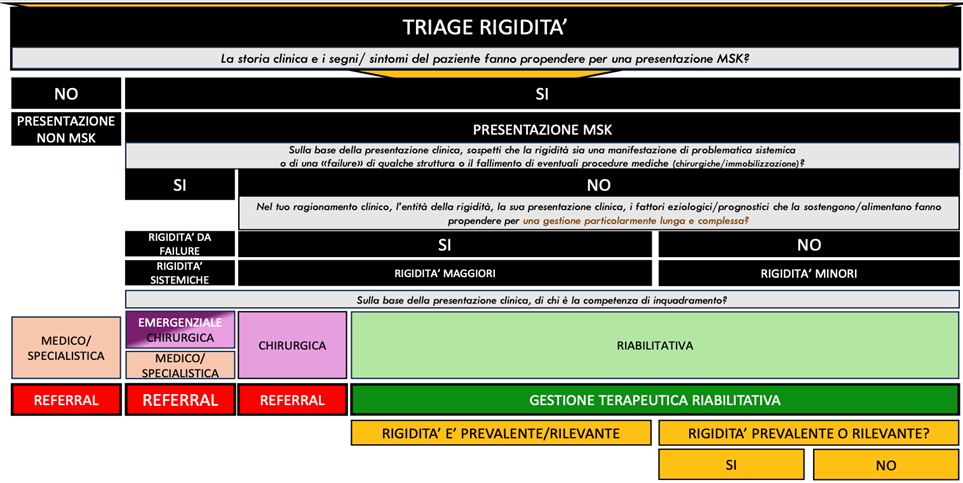 TRIAGE RIGIDITA’
La storia clinica e i segni/ sintomi del paziente fanno propendere per una presentazione MSK?
NO
SI
PRESENTAZIONE
NON MSK
PRESENTAZIONE MSK
Sulla base della presentazione clinica, sospetti che la rigidità sia una manifestazione di problematica sistemica
o di una «failure» di qualche struttura o il fallimento di eventuali procedure mediche (chirurgiche/immobilizzazione)?
SI
NO
Nel tuo ragionamento clinico, l’entità della rigidità, la sua presentazione clinica, i fattori eziologici/prognostici che la sostengono/alimentano fanno
propendere per una gestione particolarmente lunga e complessa?
RIGIDITA’ DA
FAILURE
SI
NO
RIGIDITA’
SISTEMICHE
RIGIDITA’ MAGGIORI
RIGIDITA’ MINORI
Sulla base della presentazione clinica, di chi è la competenza di inquadramento?
MEDICO/
SPECIALISTICA
EMERGENZIALE
CHIRURGICA
MEDICO/
SPECIALISTICA
CHIRURGICA
RIABILITATIVA
REFERRAL
REFERRAL
REFERRAL
GESTIONE TERAPEUTICA RIABILITATIVA
RIGIDITA’ E’ PREVALENTE/RILEVANTE
RIGIDITA’ PREVALENTE O RILEVANTE?
SI
NO